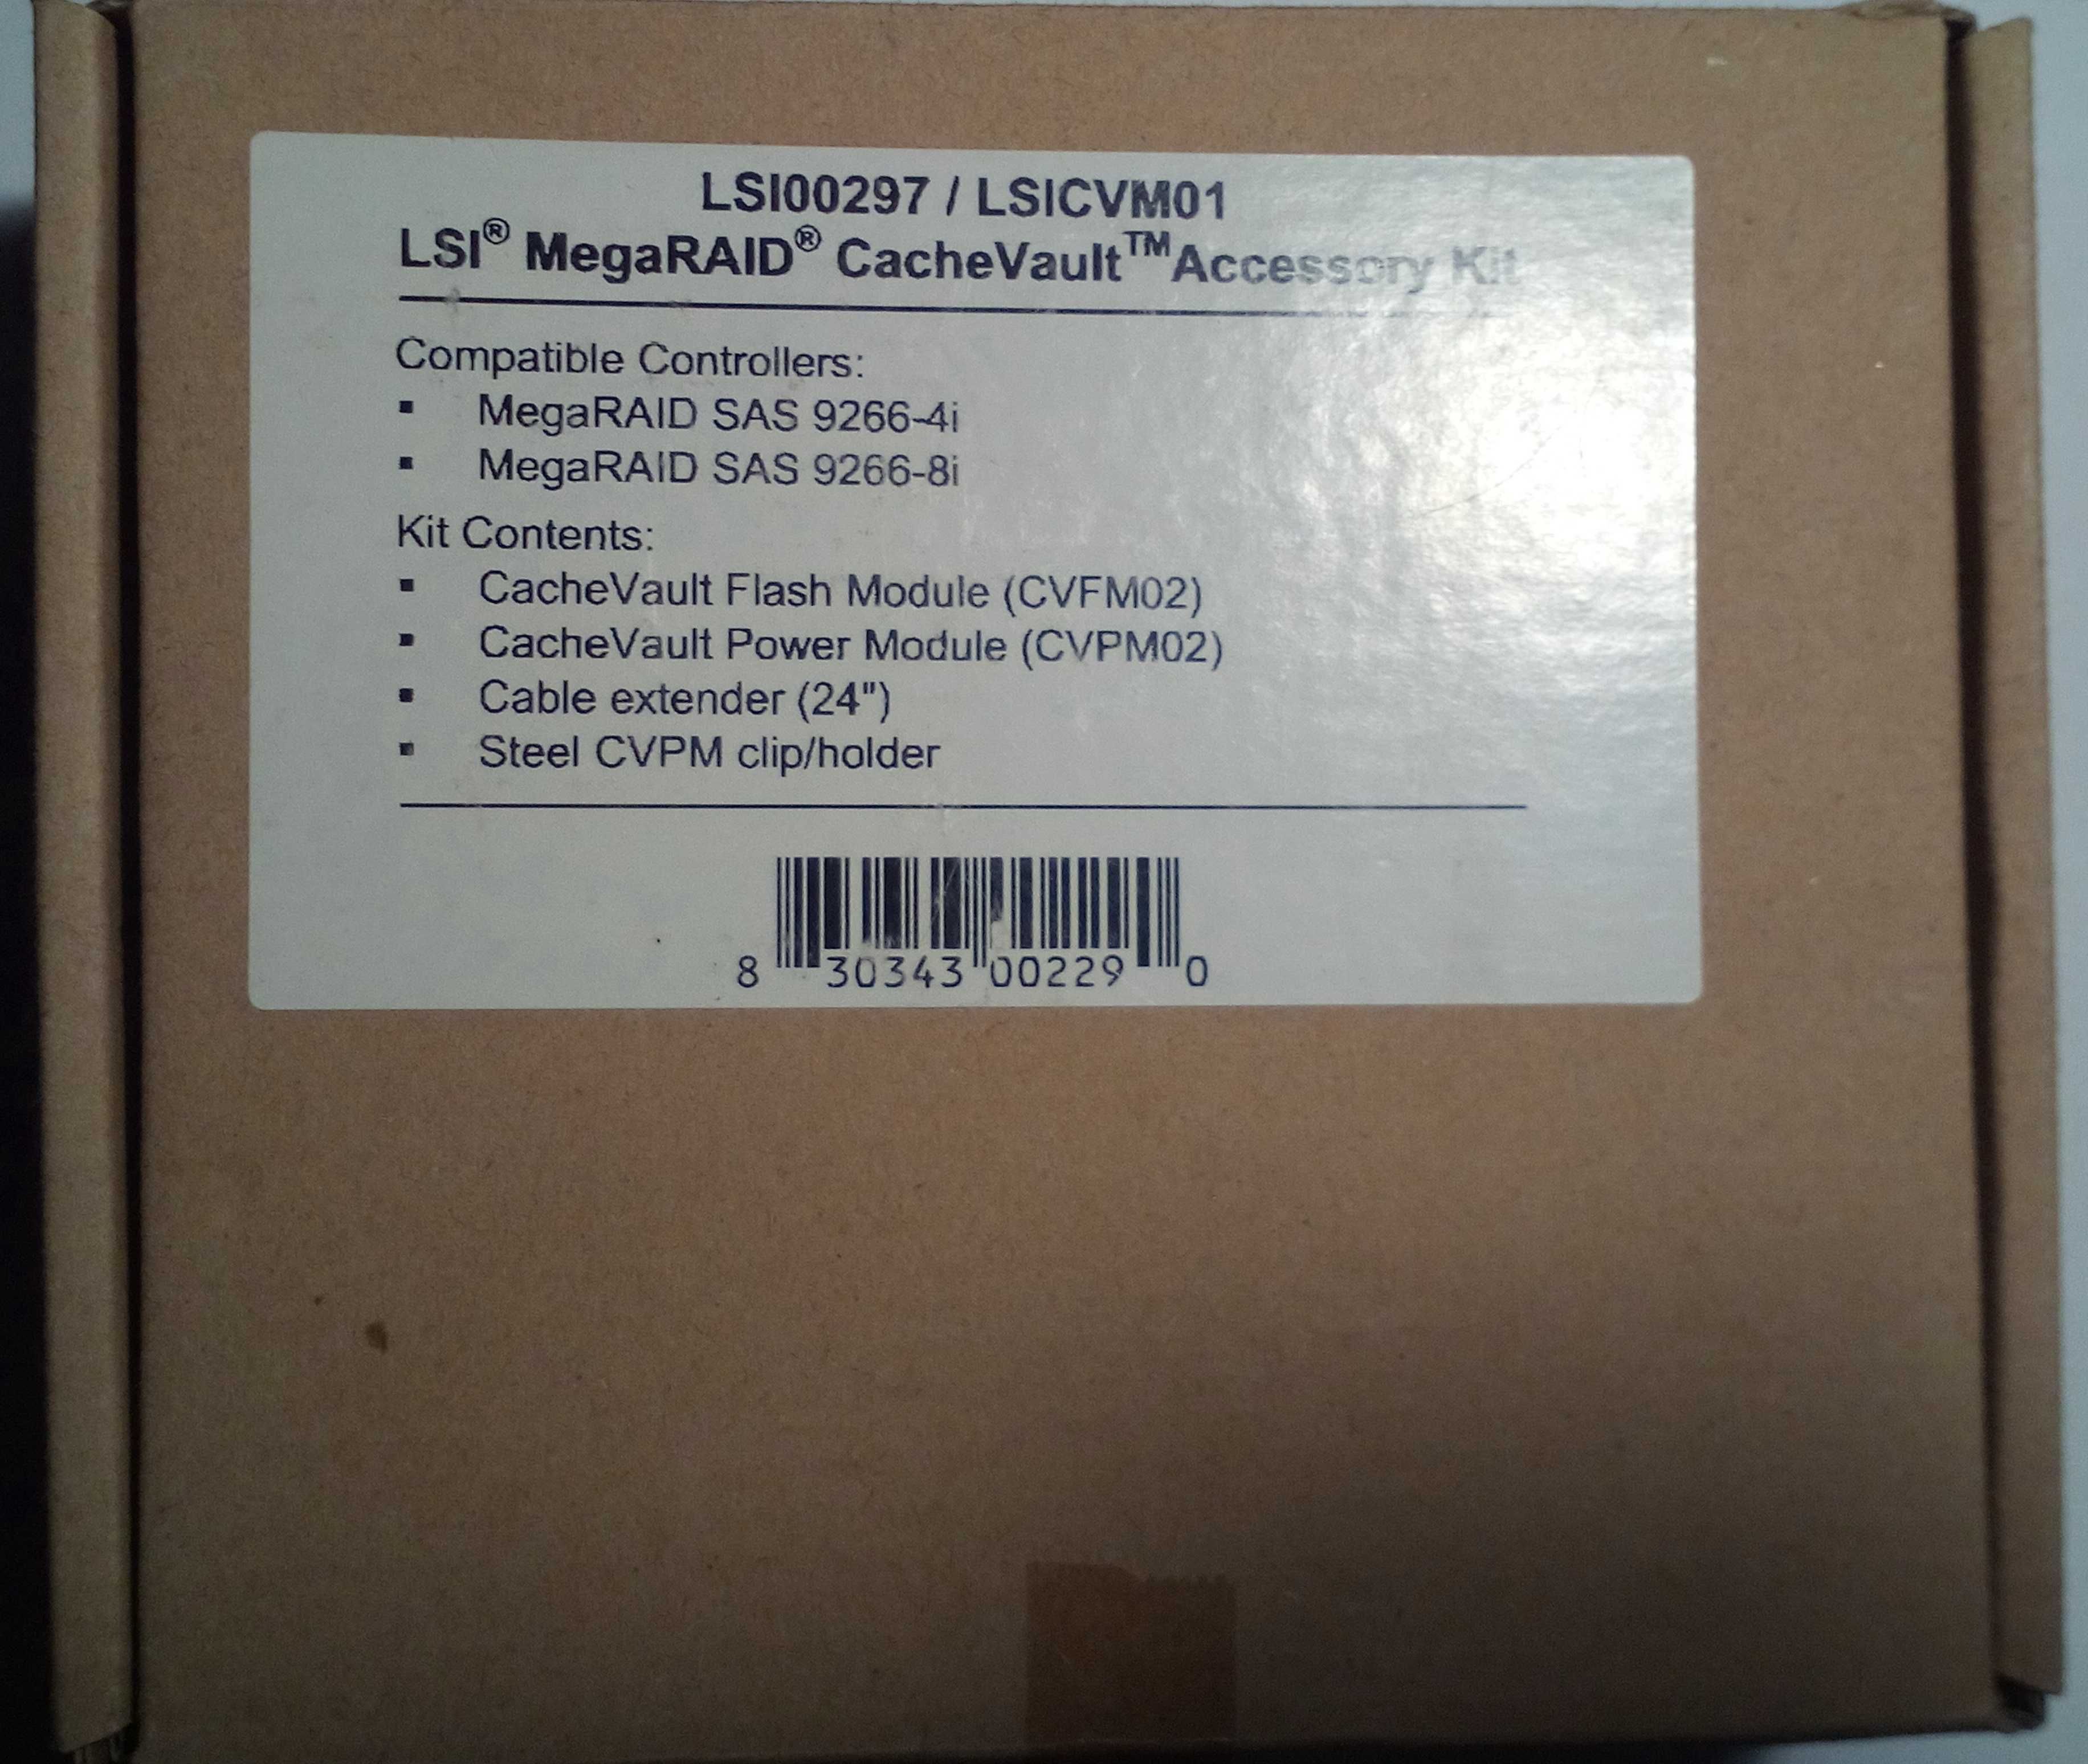 LSI00297 / LSICVM01
LSI® MegaRAID® CacheVault™ Accessory Kit
Compatible Controllers:
▪ MegaRAID SAS 9266-4i
▪ MegaRAID SAS 9266-8i
Kit Contents:
▪ CacheVault Flash Module (CVFM02)
▪ CacheVault Power Module (CVPM02)
▪ Cable extender (24")
▪ Steel CVPM clip/holder
8 30343 00229 0